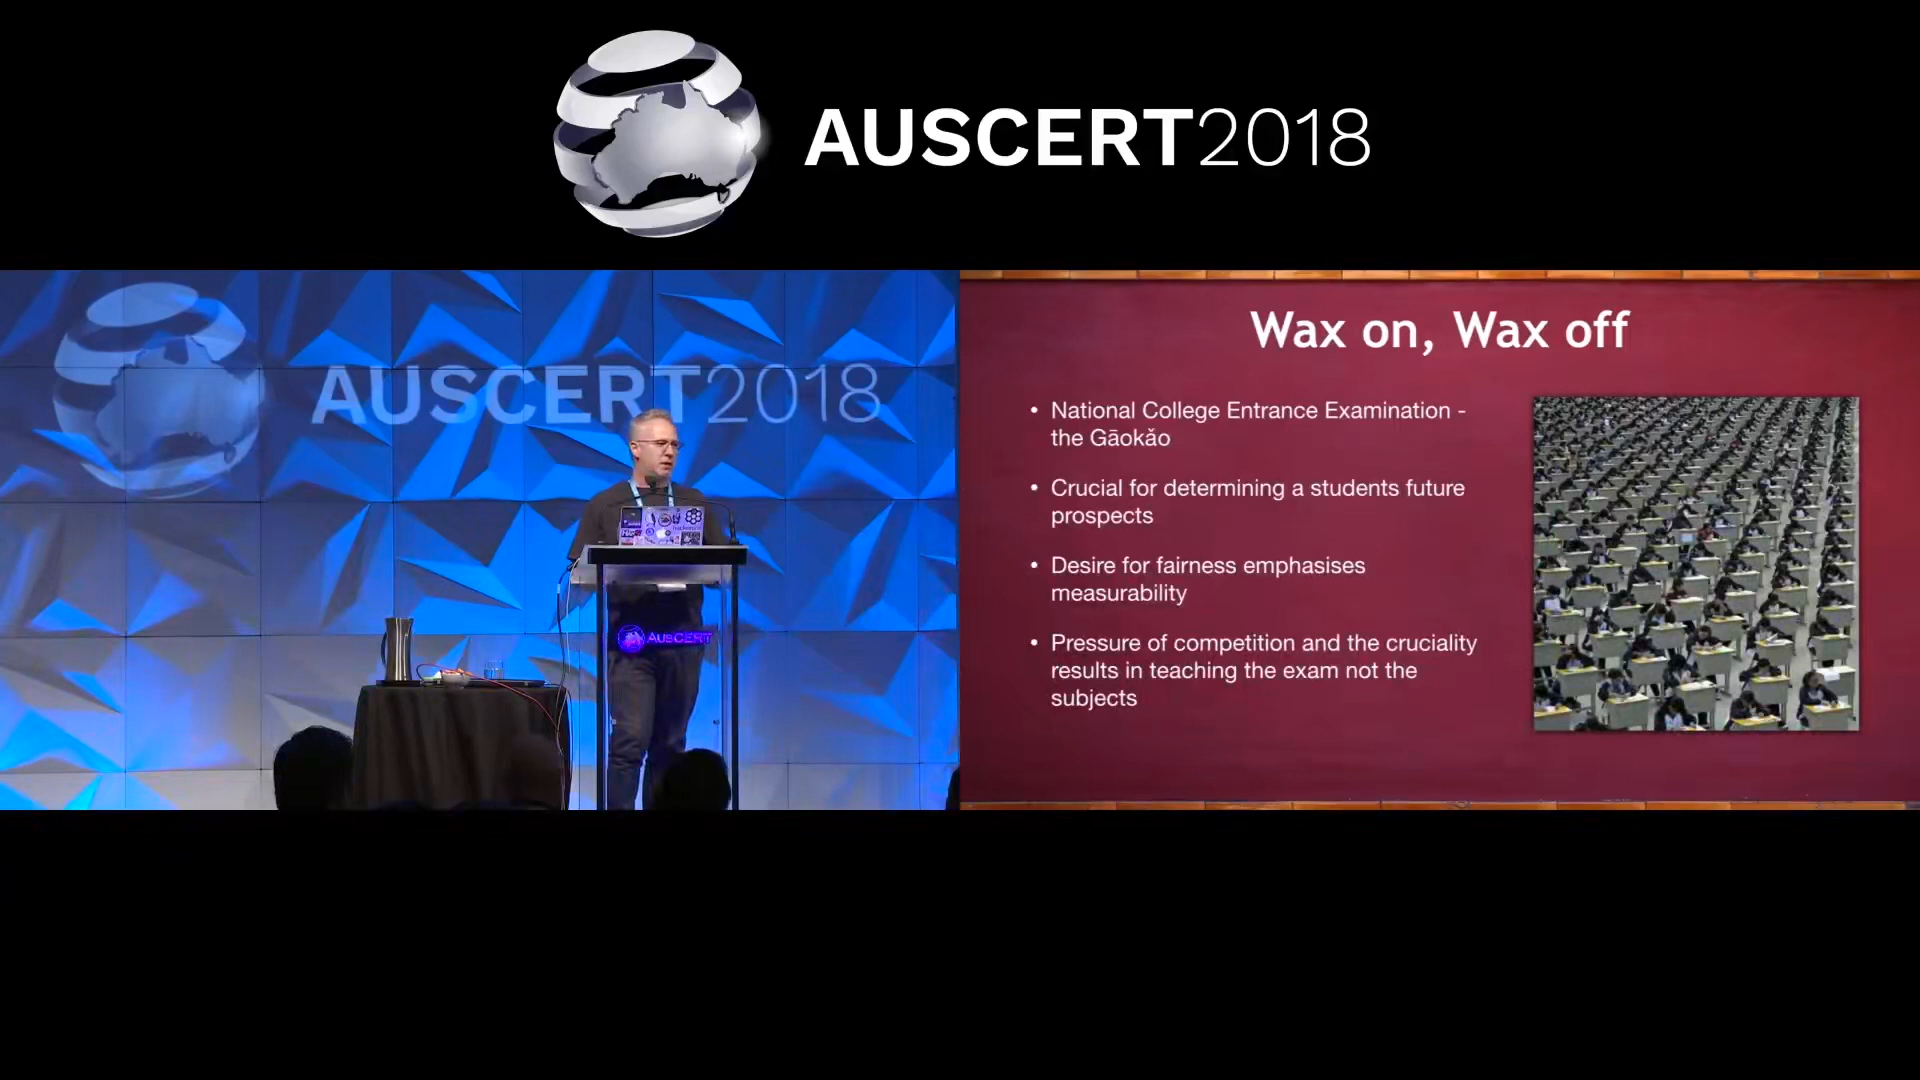 AUSCERT2018
AUSCERT2018
AUSCERT
Wax on, Wax off
• National College Entrance Examination -
the Gāokǎo
• Crucial for determining a students future
prospects
• Desire for fairness emphasises
measurability
• Pressure of competition and the cruciality
results in teaching the exam not the
subjects